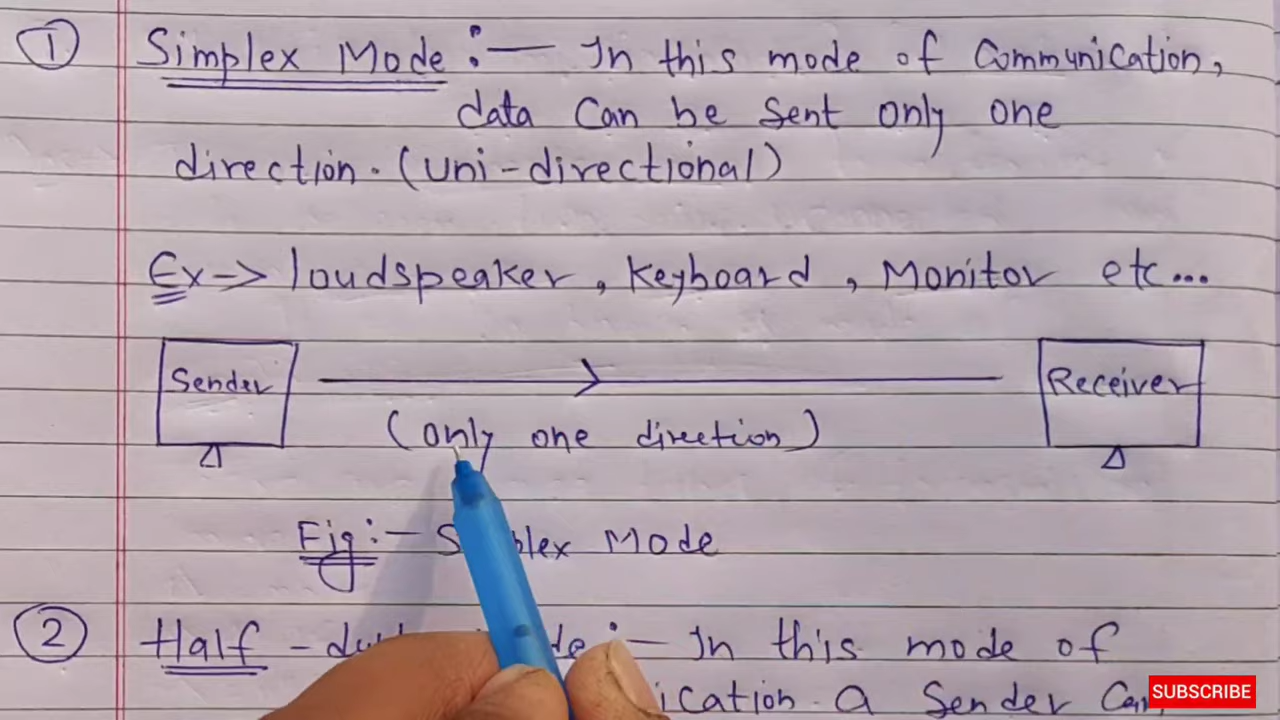 ① Simplex Mode :— In this mode of Communication,
data Can be Sent only one
direction. (uni-directional)
Ex-> loudspeaker, Keyboard, Monitor etc...
Sender
Receiver
(only one direction)
Fig:- Mode
② Half - :— In this mode of
a Sender Can
SUBSCRIBE